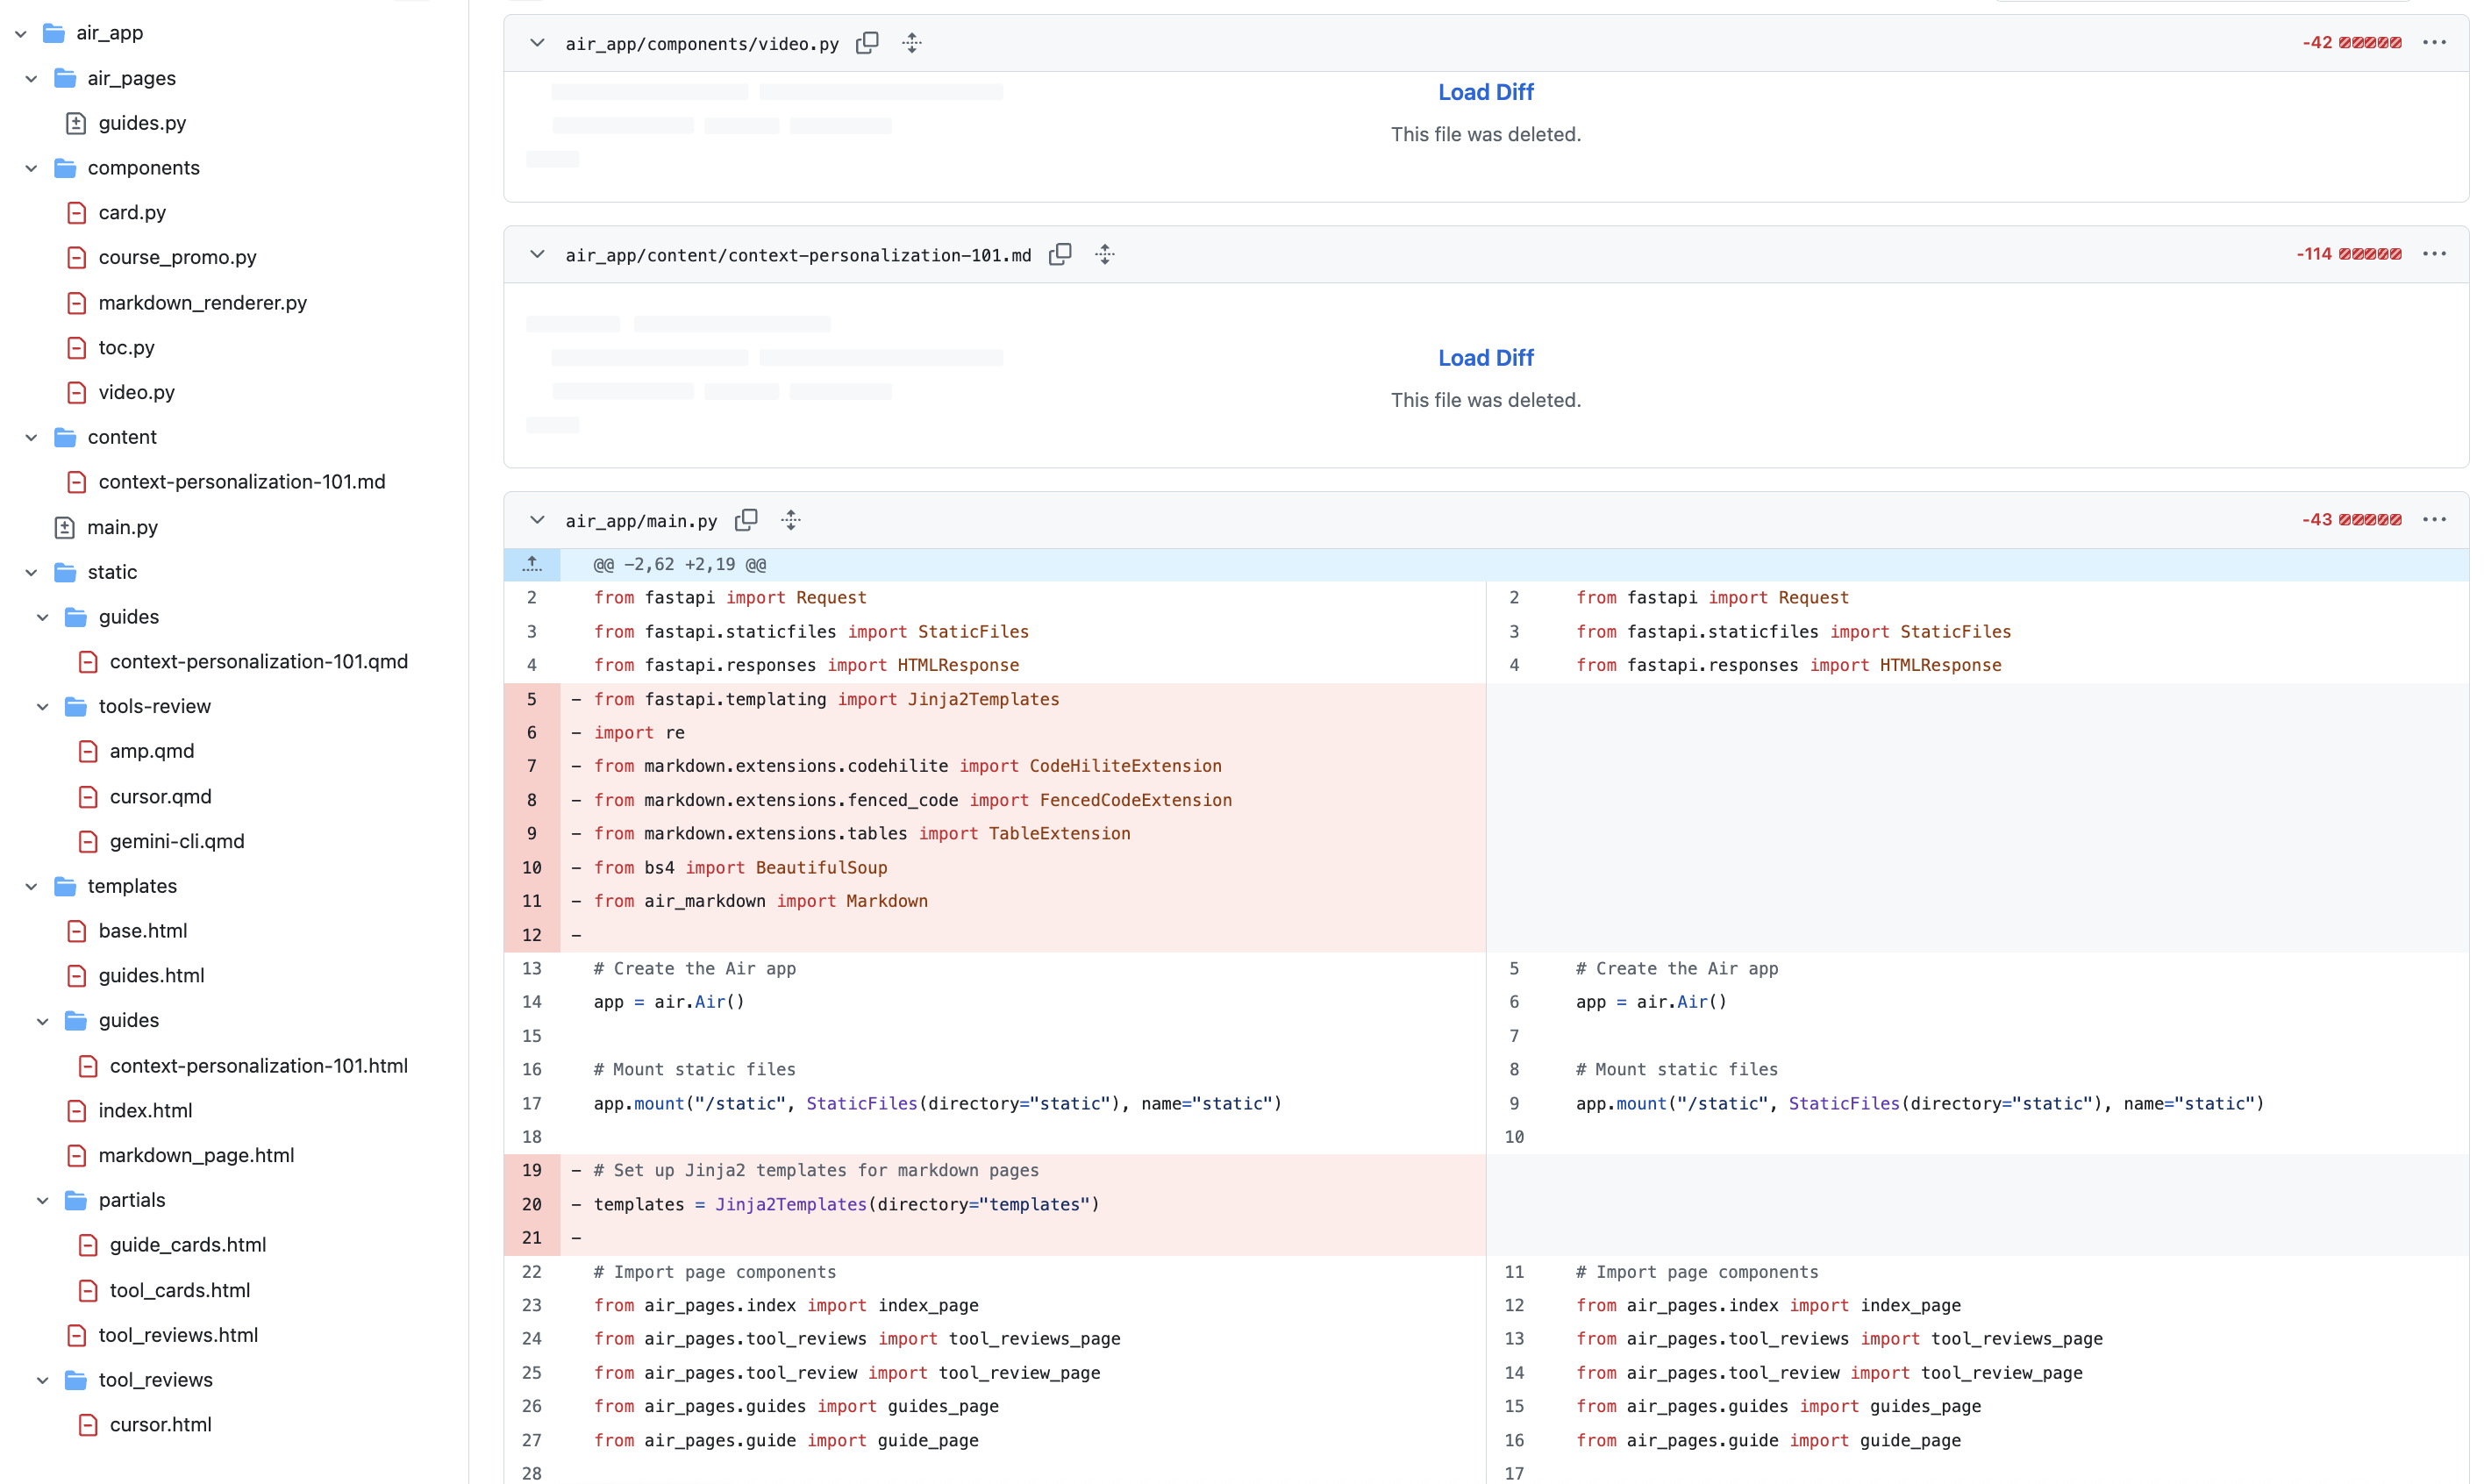 air_app
air_pages
guides.py
components
card.py
course_promo.py
markdown_renderer.py
toc.py
video.py
content
context-personalization-101.md
main.py
static
guides
context-personalization-101.qmd
tools-review
amp.qmd
cursor.qmd
gemini-cli.qmd
templates
base.html
guides.html
guides
context-personalization-101.html
index.html
markdown_page.html
partials
guide_cards.html
tool_cards.html
tool_reviews.html
tool_reviews
cursor.html
air_app/components/video.py -42
Load Diff
This file was deleted.
air_app/content/context-personalization-101.md -114
Load Diff
This file was deleted.
air_app/main.py -43
@@ -2,62 +2,19 @@
2 from fastapi import Request
3 from fastapi.staticfiles import StaticFiles
4 from fastapi.responses import HTMLResponse
5 - from fastapi.templating import Jinja2Templates
6 - import re
7 - from markdown.extensions.codehilite import CodeHiliteExtension
8 - from markdown.extensions.fenced_code import FencedCodeExtension
9 - from markdown.extensions.tables import TableExtension
10 - from bs4 import BeautifulSoup
11 - from air_markdown import Markdown
12 -
13 # Create the Air app
14 app = air.Air()
15
16 # Mount static files
17 app.mount("/static", StaticFiles(directory="static"), name="static")
18
19 - # Set up Jinja2 templates for markdown pages
20 - templates = Jinja2Templates(directory="templates")
21 -
22 # Import page components
23 from air_pages.index import index_page
24 from air_pages.tool_reviews import tool_reviews_page
25 from air_pages.tool_review import tool_review_page
26 from air_pages.guides import guides_page
27 from air_pages.guide import guide_page
28
2 from fastapi import Request
3 from fastapi.staticfiles import StaticFiles
4 from fastapi.responses import HTMLResponse
5 # Create the Air app
6 app = air.Air()
7
8 # Mount static files
9 app.mount("/static", StaticFiles(directory="static"), name="static")
10
11 # Import page components
12 from air_pages.index import index_page
13 from air_pages.tool_reviews import tool_reviews_page
14 from air_pages.tool_review import tool_review_page
15 from air_pages.guides import guides_page
16 from air_pages.guide import guide_page
17